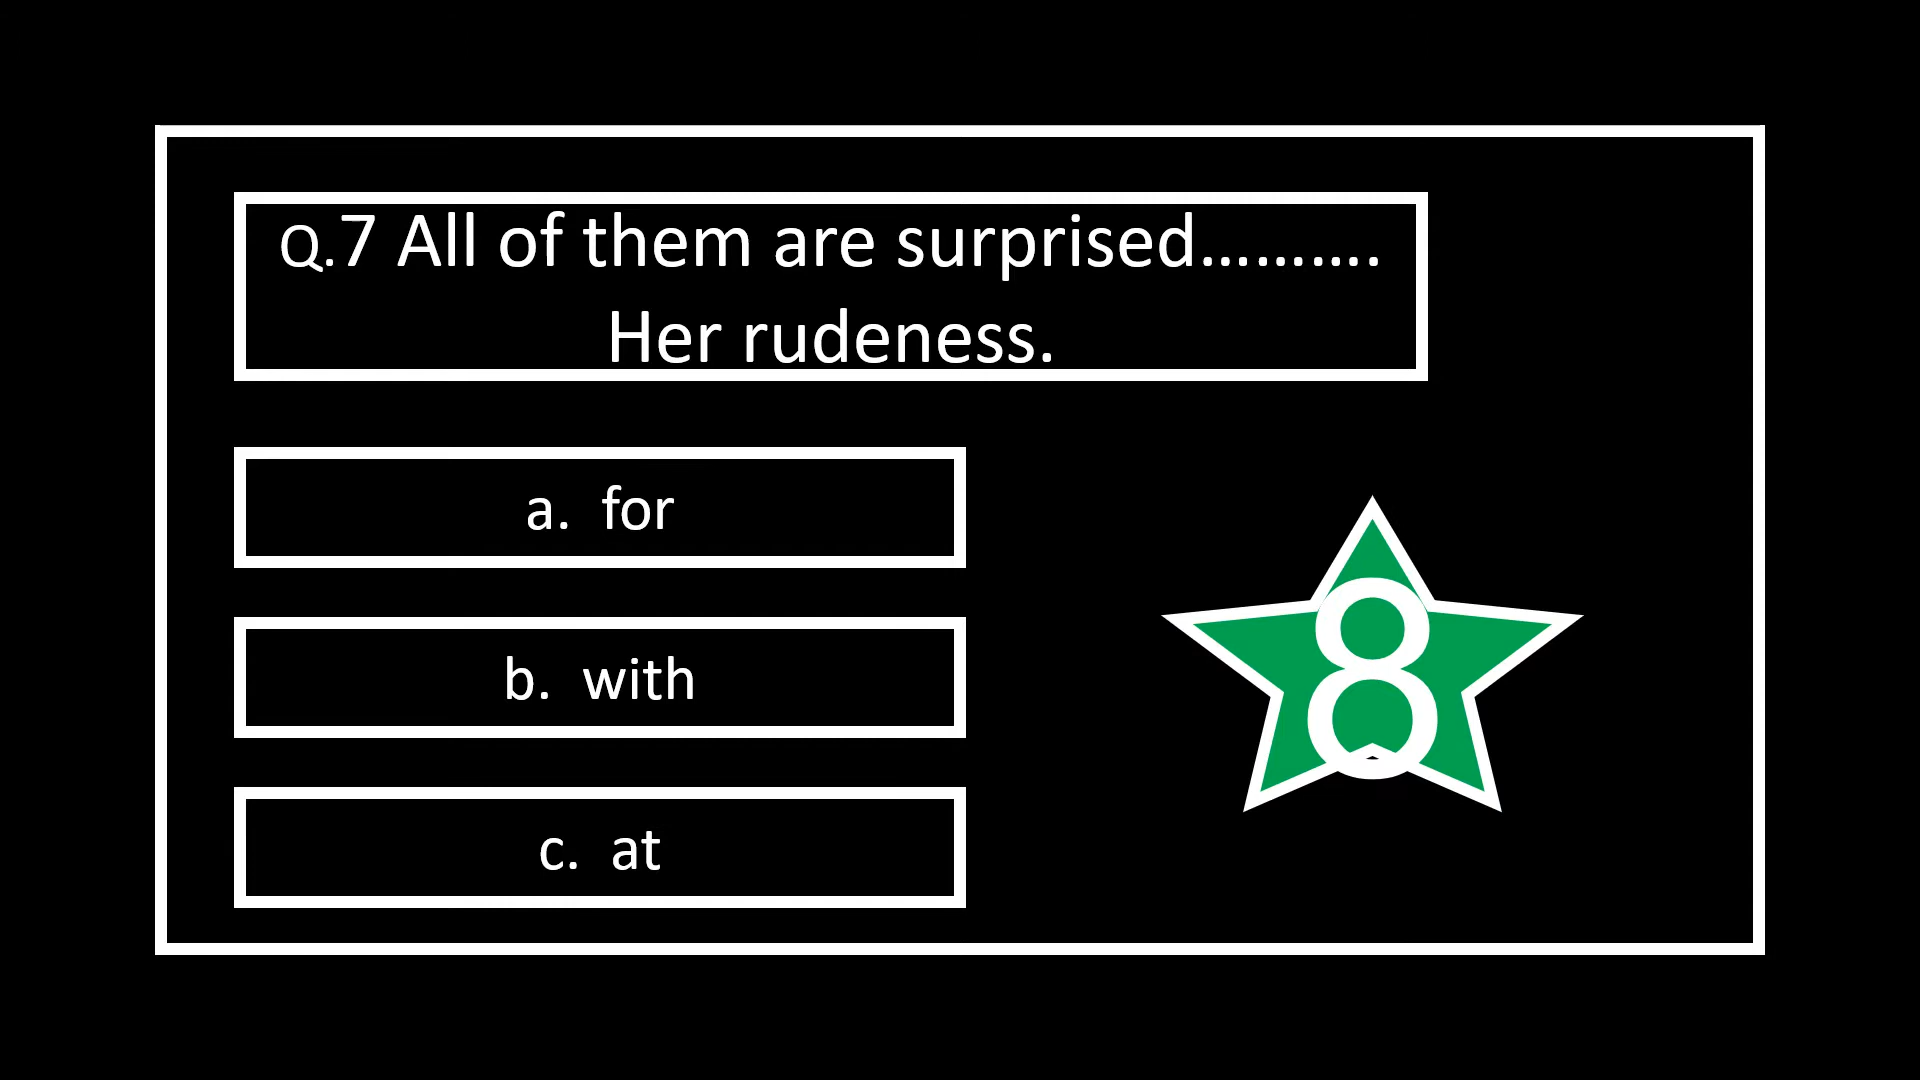 Q.7 All of them are surprised..........
Her rudeness.
a. for
b. with
8
c. at